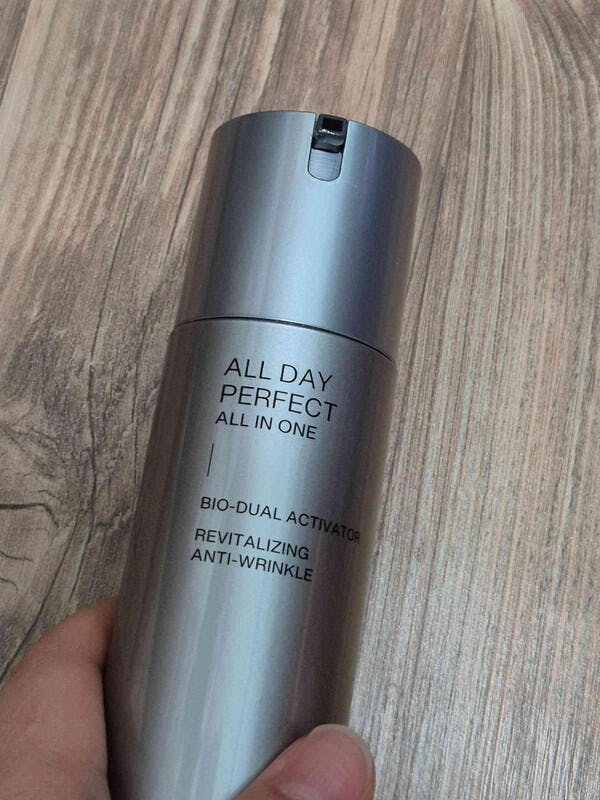 ALL DAY
PERFECT
ALL IN ONE
BIO-DUAL ACTIVATOR
REVITALIZING
ANTI-WRINKLE